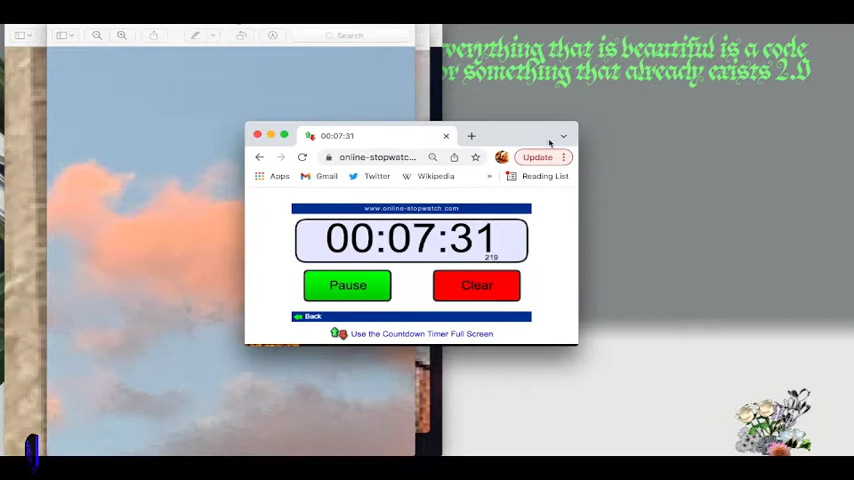 Search
verything that is beautiful is a code
or something that already exists 2.0
00:07:31
online-stopwatc...
Update
Apps
Gmail
Twitter
Wikipedia
»
Reading List
www.online-stopwatch.com
00:07:31
219
Pause
Clear
Back
Use the Countdown Timer Full Screen